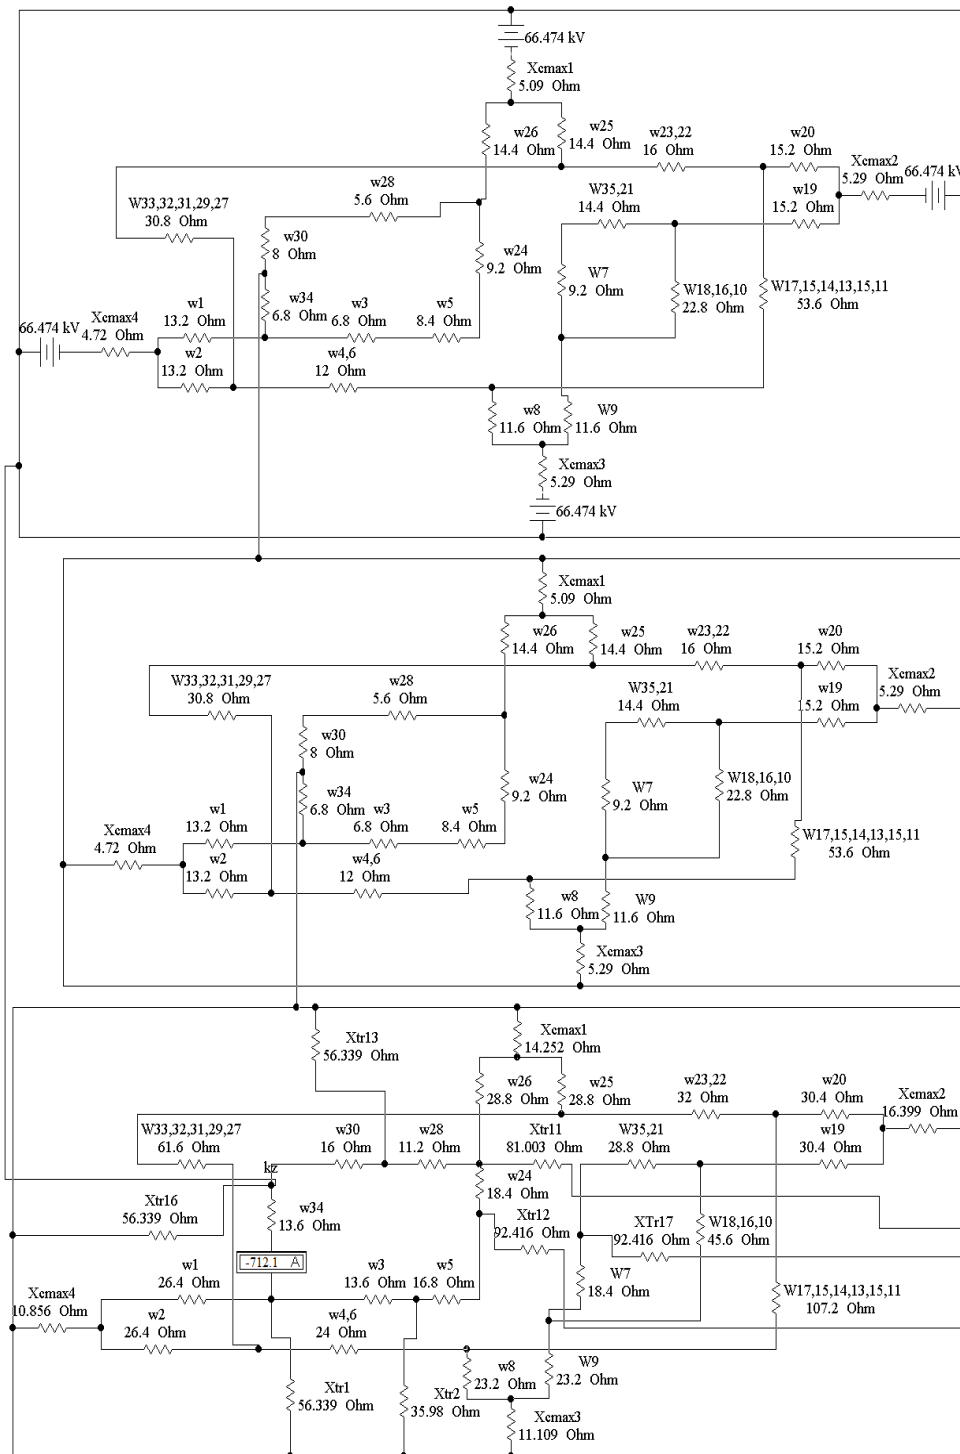 66.474 kV
Xcmax1
5.09 Ohm
w26
14.4 Ohm
w25
14.4 Ohm
w23,22
16 Ohm
w20
15.2 Ohm
Xcmax2
5.29 Ohm
66.474 kV
w28
5.6 Ohm
W35,21
14.4 Ohm
w19
15.2 Ohm
W33,32,31,29,27
30.8 Ohm
w30
8 Ohm
w24
9.2 Ohm
W7
9.2 Ohm
W18,16,10
22.8 Ohm
W17,15,14,13,15,11
53.6 Ohm
w34
6.8 Ohm
w1
13.2 Ohm
w3
6.8 Ohm
w5
8.4 Ohm
66.474 kV
Xcmax4
4.72 Ohm
w2
13.2 Ohm
w4,6
12 Ohm
w8
11.6 Ohm
W9
11.6 Ohm
Xcmax3
5.29 Ohm
66.474 kV
Xcmax1
5.09 Ohm
w26
14.4 Ohm
w25
14.4 Ohm
w23,22
16 Ohm
w20
15.2 Ohm
Xcmax2
5.29 Ohm
W33,32,31,29,27
30.8 Ohm
w28
5.6 Ohm
W35,21
14.4 Ohm
w19
15.2 Ohm
w30
8 Ohm
w24
9.2 Ohm
W7
9.2 Ohm
W18,16,10
22.8 Ohm
w34
6.8 Ohm
w1
13.2 Ohm
w3
6.8 Ohm
w5
8.4 Ohm
W17,15,14,13,15,11
53.6 Ohm
Xcmax4
4.72 Ohm
w2
13.2 Ohm
w4,6
12 Ohm
w8
11.6 Ohm
W9
11.6 Ohm
Xcmax3
5.29 Ohm
Xtr13
56.339 Ohm
Xcmax1
14.252 Ohm
w26
28.8 Ohm
w25
28.8 Ohm
w23,22
32 Ohm
w20
30.4 Ohm
Xcmax2
16.399 Ohm
W33,32,31,29,27
61.6 Ohm
w30
16 Ohm
w28
11.2 Ohm
Xtr11
81.003 Ohm
W35,21
28.8 Ohm
w19
30.4 Ohm
kz
w24
18.4 Ohm
Xtr16
56.339 Ohm
w34
13.6 Ohm
Xtr12
92.416 Ohm
XTr17
92.416 Ohm
W18,16,10
45.6 Ohm
-712.1 A
w1
26.4 Ohm
w3
13.6 Ohm
w5
16.8 Ohm
W7
18.4 Ohm
W17,15,14,13,15,11
107.2 Ohm
Xcmax4
10.856 Ohm
w2
26.4 Ohm
w4,6
24 Ohm
w8
23.2 Ohm
W9
23.2 Ohm
Xtr1
56.339 Ohm
Xtr2
35.98 Ohm
Xcmax3
11.109 Ohm